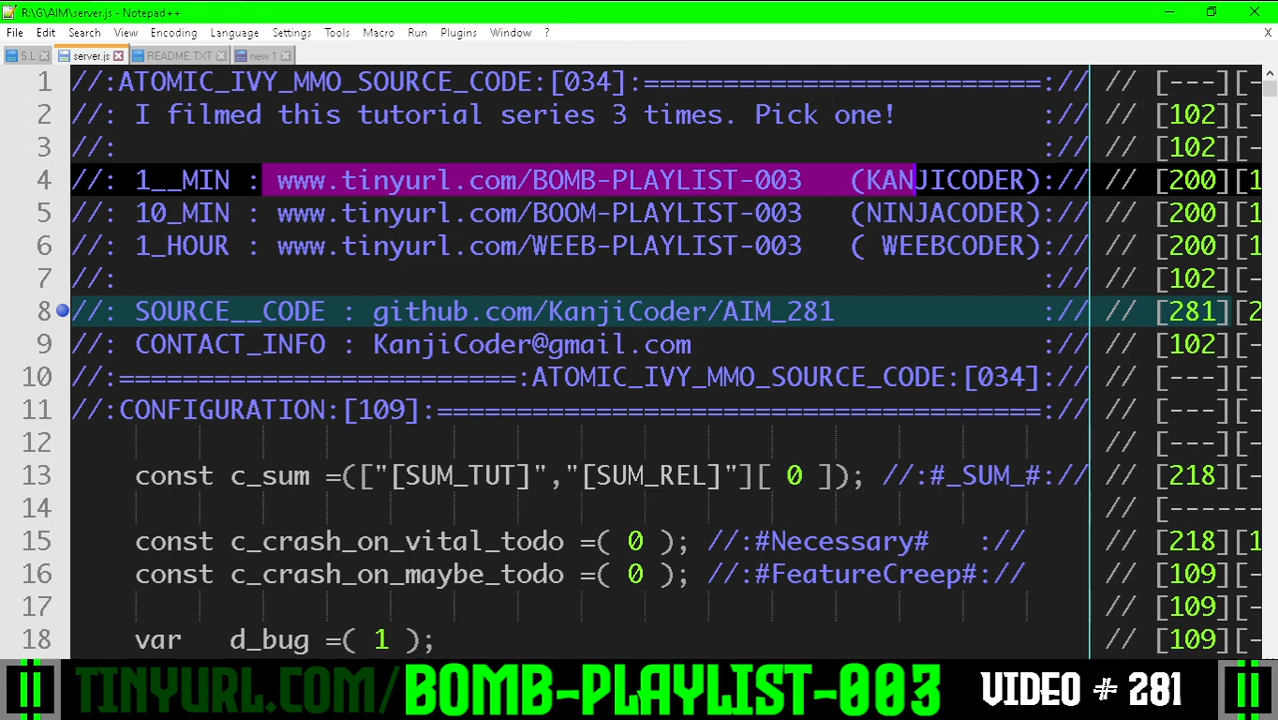 R:\G\AIM\server.js - Notepad++
File Edit Search View Encoding Language Settings Tools Macro Run Plugins Window ? X
S.L server.js README.TXT new 1
1 //:ATOMIC_IVY_MMO_SOURCE_CODE:[034]:==========================:// // [---][-
2 //: I filmed this tutorial series 3 times. Pick one! :// // [102][-
3 //: :// // [102][-
4 //: 1__MIN : www.tinyurl.com/BOMB-PLAYLIST-003 (KANJICODER):// // [200][1
5 //: 10_MIN : www.tinyurl.com/BOOM-PLAYLIST-003 (NINJACODER):// // [200][1
6 //: 1_HOUR : www.tinyurl.com/WEEB-PLAYLIST-003 ( WEEBCODER):// // [200][1
7 //: :// // [102][-
8 //: SOURCE__CODE : github.com/KanjiCoder/AIM_281 :// // [281][2
9 //: CONTACT_INFO : KanjiCoder@gmail.com :// // [102][-
10 //:=========================:ATOMIC_IVY_MMO_SOURCE_CODE:[034]:// // [---][-
11 //:CONFIGURATION:[109]:======================================:// // [---][-
12 // [---][-
13 const c_sum =(["[SUM_TUT]","[SUM_REL]"][ 0 ]); //:#_SUM_#:// // [218][-
14 // [------
15 const c_crash_on_vital_todo =( 0 ); //:#Necessary# :// // [218][1
16 const c_crash_on_maybe_todo =( 0 ); //:#FeatureCreep#:// // [109][-
17 // [109][-
18 var d_bug =( 1 ); // [109][-
TINYURL.COM/BOMB-PLAYLIST-003 VIDEO # 281